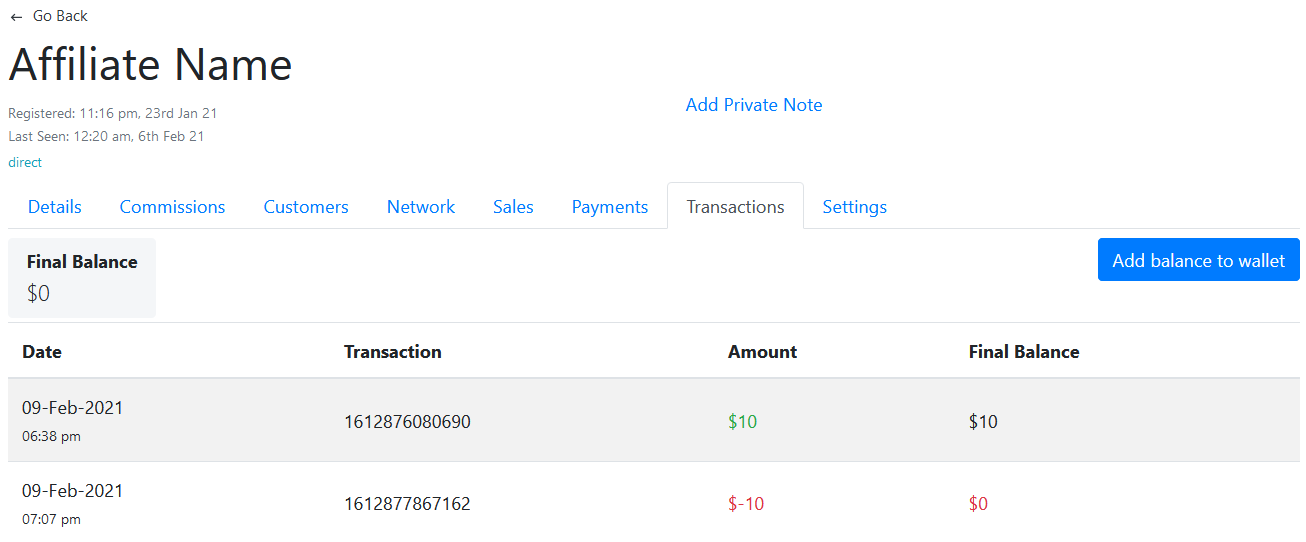 ← Go Back
Affiliate Name
Registered: 11:16 pm, 23rd Jan 21
Add Private Note
Last Seen: 12:20 am, 6th Feb 21
direct
Details Commissions Customers Network Sales Payments Transactions Settings
Final Balance
$0
Add balance to wallet
Date Transaction Amount Final Balance
09-Feb-2021
06:38 pm
1612876080690 $10 $10
09-Feb-2021
07:07 pm
1612877867162 $-10 $0